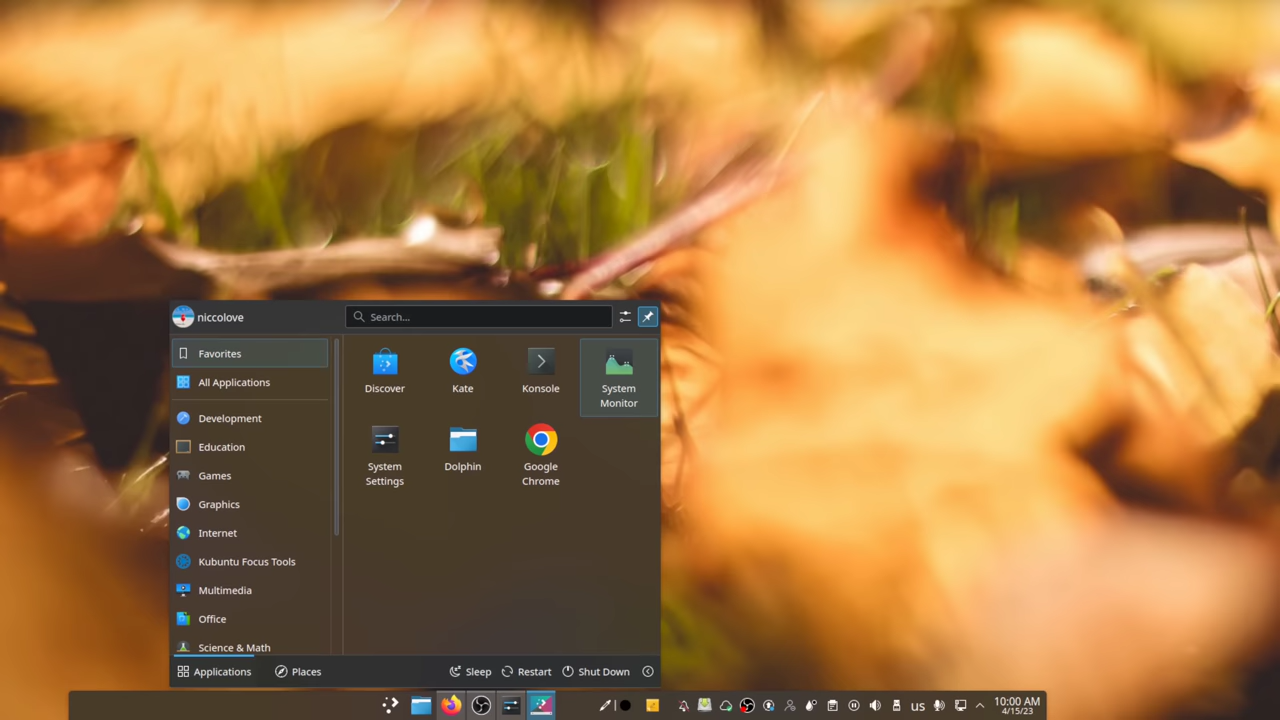 niccolove
Search...
Favorites
All Applications
Development
Education
Games
Graphics
Internet
Kubuntu Focus Tools
Multimedia
Office
Science & Math
Discover
Kate
Konsole
System
Monitor
System
Settings
Dolphin
Google
Chrome
Applications
Places
Sleep
Restart
Shut Down
us
10:00 AM
4/15/23